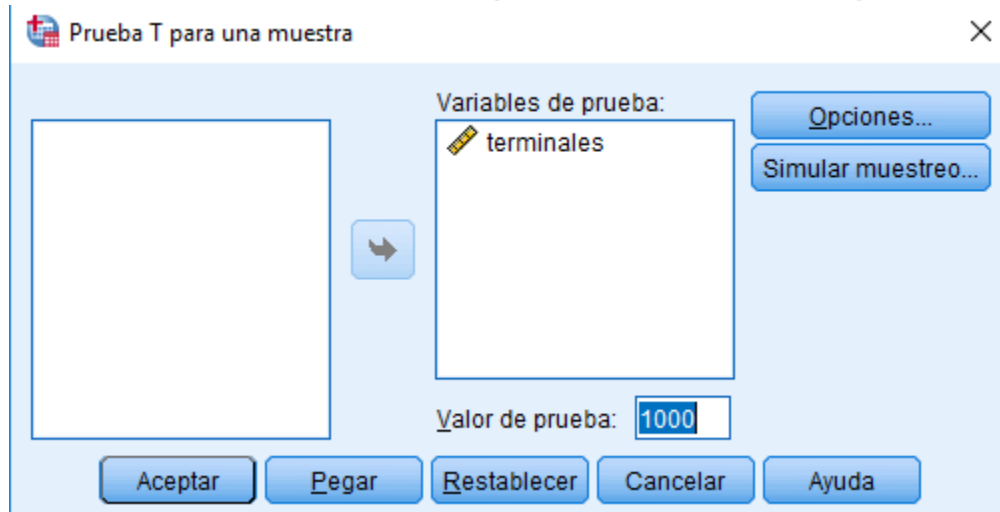 Prueba T para una muestra
Variables de prueba:
terminales
Opciones...
Simular muestreo...
Valor de prueba: 1000
Aceptar Pegar Restablecer Cancelar Ayuda